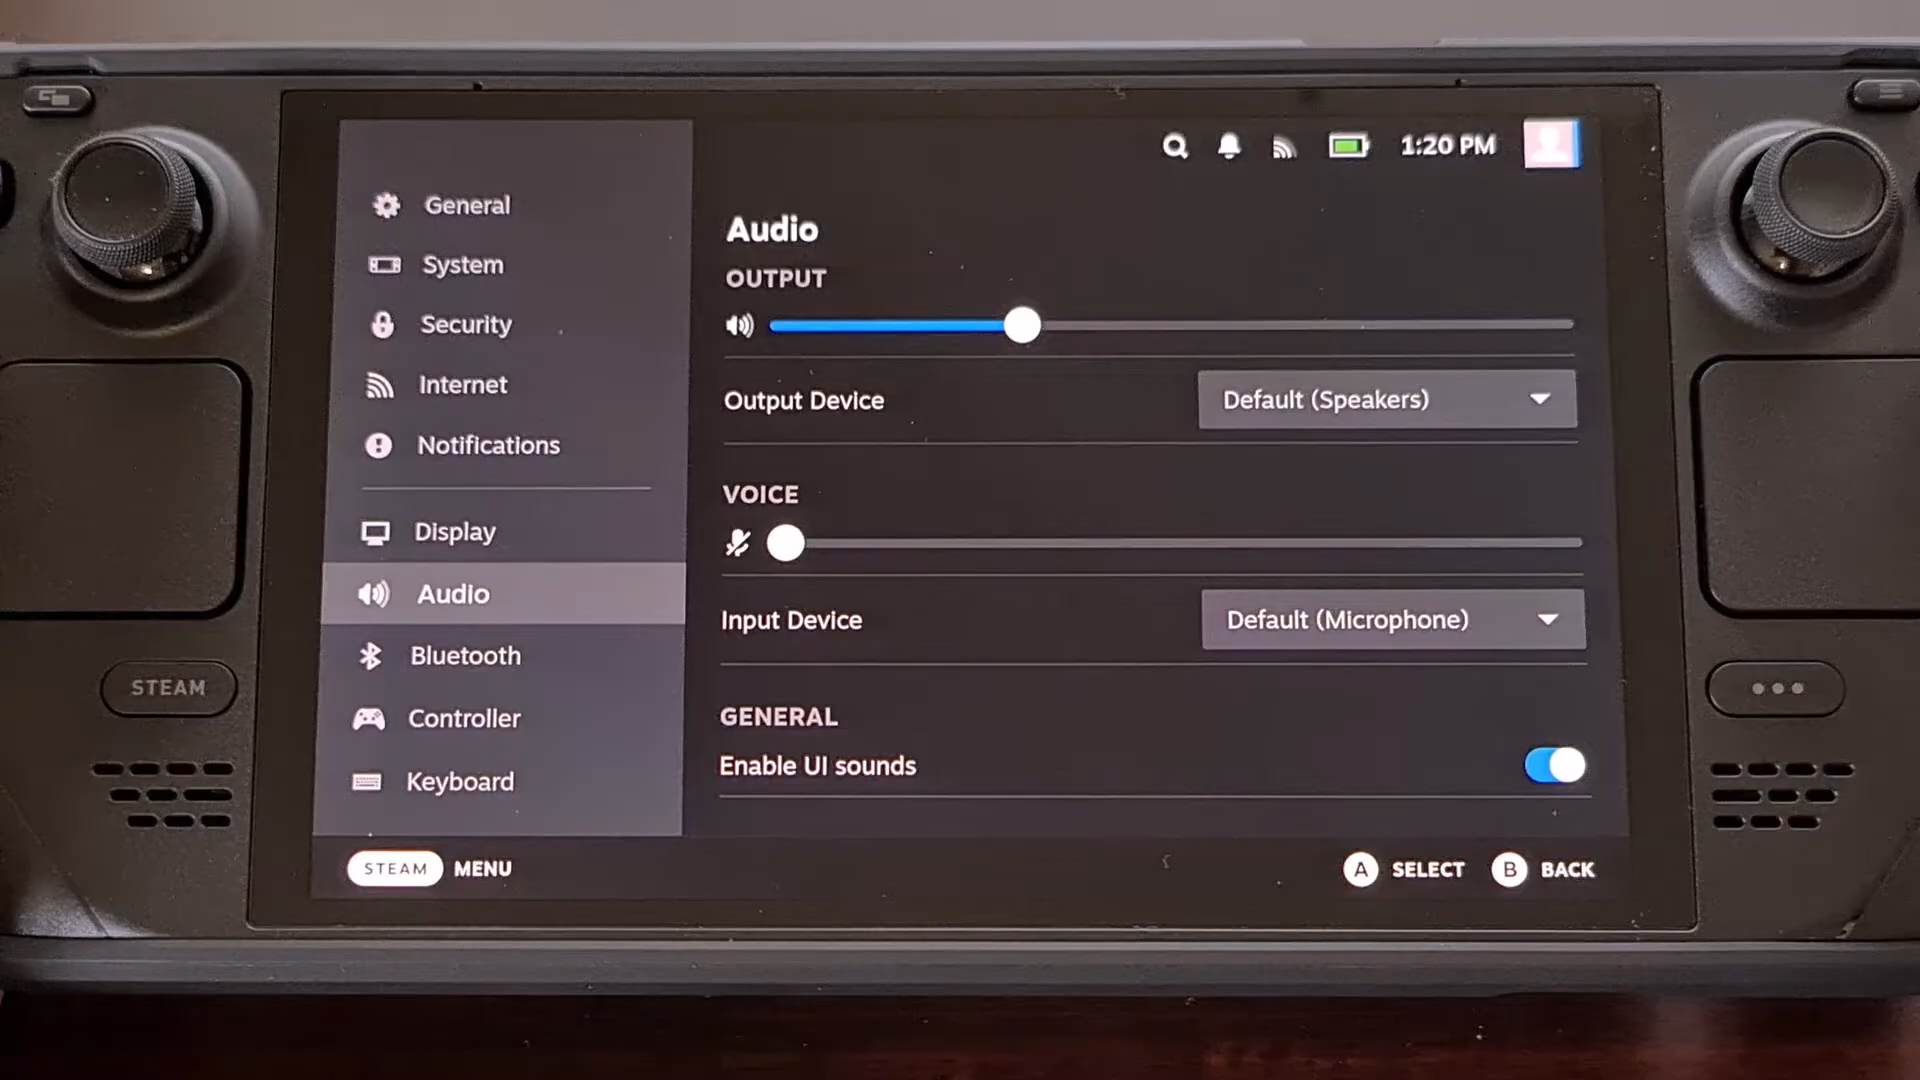 1:20 PM
General
System
Security
Internet
Notifications
Display
Audio
Bluetooth
Controller
Keyboard
Audio
OUTPUT
Output Device Default (Speakers)
VOICE
Input Device Default (Microphone)
GENERAL
Enable UI sounds
STEAM MENU
A SELECT B BACK
STEAM